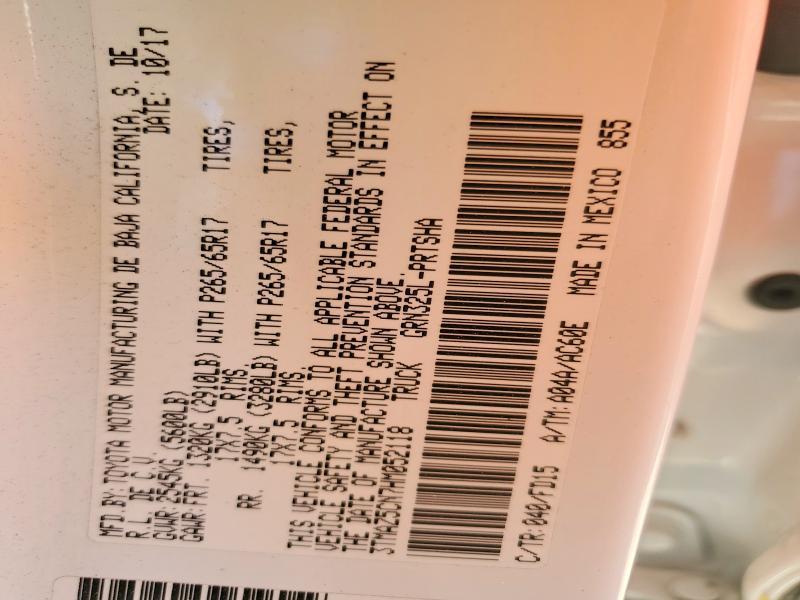 MFD BY: TOYOTA MOTOR MANUFACTURING DE BAJA CALIFORNIA, S. DE
R.L. DE C.V. DATE: 10/17
GVWR: 2545KG (5600LB)
GAWR: FRT. 1320KG (2910LB) WITH P265/65R17 TIRES,
17X7.5 RIMS.
RR. 1490KG (3280LB) WITH P265/65R17 TIRES,
17X7.5 RIMS.
THIS VEHICLE CONFORMS TO ALL APPLICABLE FEDERAL MOTOR
VEHICLE SAFETY AND THEFT PREVENTION STANDARDS IN EFFECT ON
THE DATE OF MANUFACTURE SHOWN ABOVE.
3TMAZ5CN7HM052118 TRUCK GRN325L-PRTSHA
C/TR: 040/FJ15 A/TM: A04A/AC60E MADE IN MEXICO 855